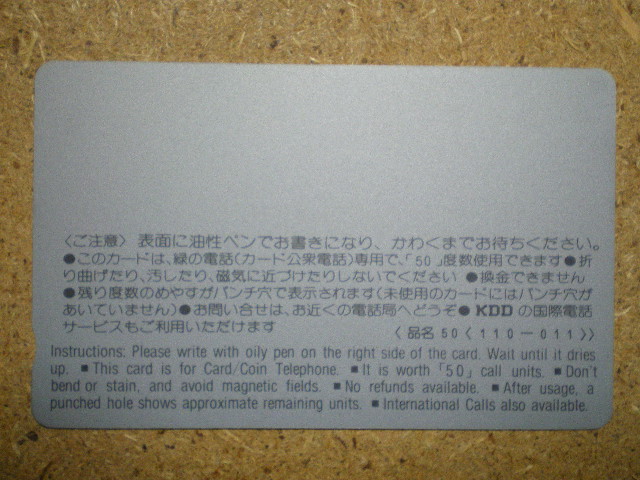 〈ご注意〉表面に油性ペンでお書きになり、かわくまでお待ちください。
●このカードは、緑の電話(カード公衆電話)専用で、「50」度数使用できます●折
り曲げたり、汚したり、磁気に近づけたりしないでください ●換金できません
●残り度数のめやすがパンチ穴で表示されます(未使用のカードにはパンチ穴が
あいていません)●お問い合せは、お近くの電話局へどうぞ● KDD の国際電話
サービスもご利用いただけます
〈品名 50〈110-011〉〉
Instructions: Please write with oily pen on the right side of the card. Wait until it dries
up. ■ This card is for Card/Coin Telephone. ■ It is worth「50」call units. ■ Don't
bend or stain, and avoid magnetic fields. ■ No refunds available. ■ After usage, a
punched hole shows approximate remaining units. ■ International Calls also available.